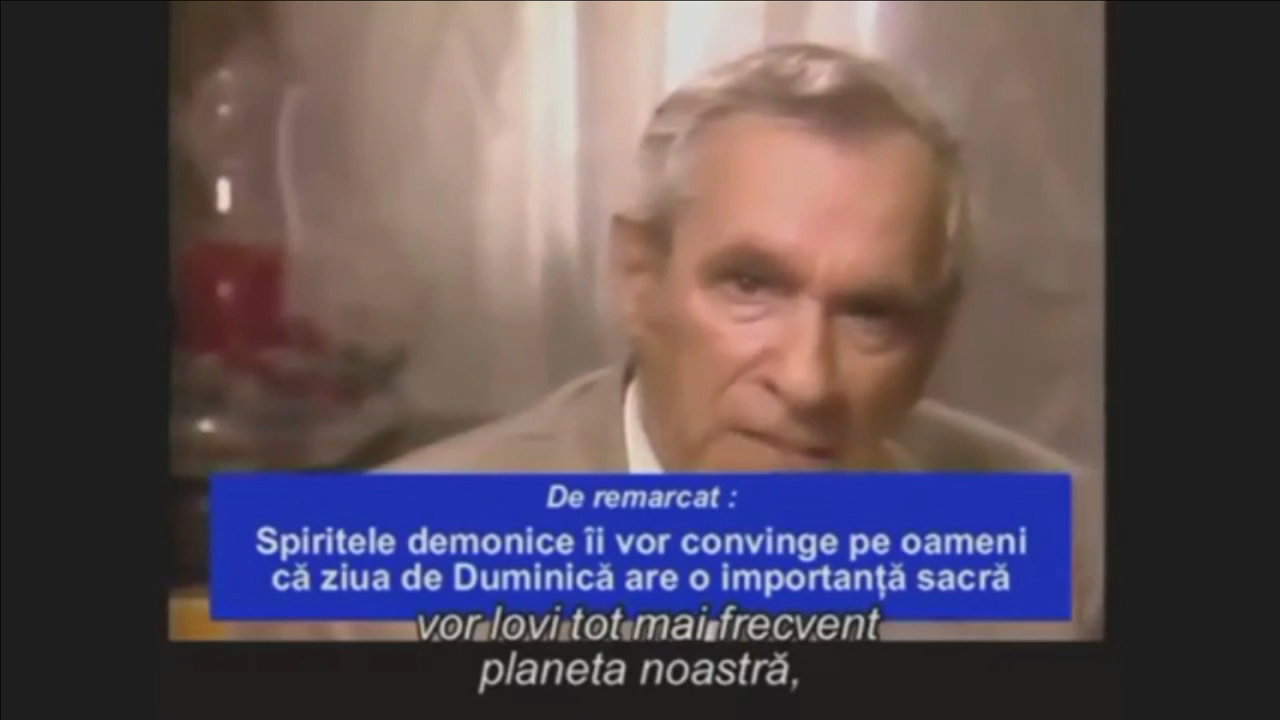 De remarcat :
Spiritele demonice îi vor convinge pe oameni
că ziua de Duminică are o importanță sacră
vor lovi tot mai frecvent
planeta noastră,